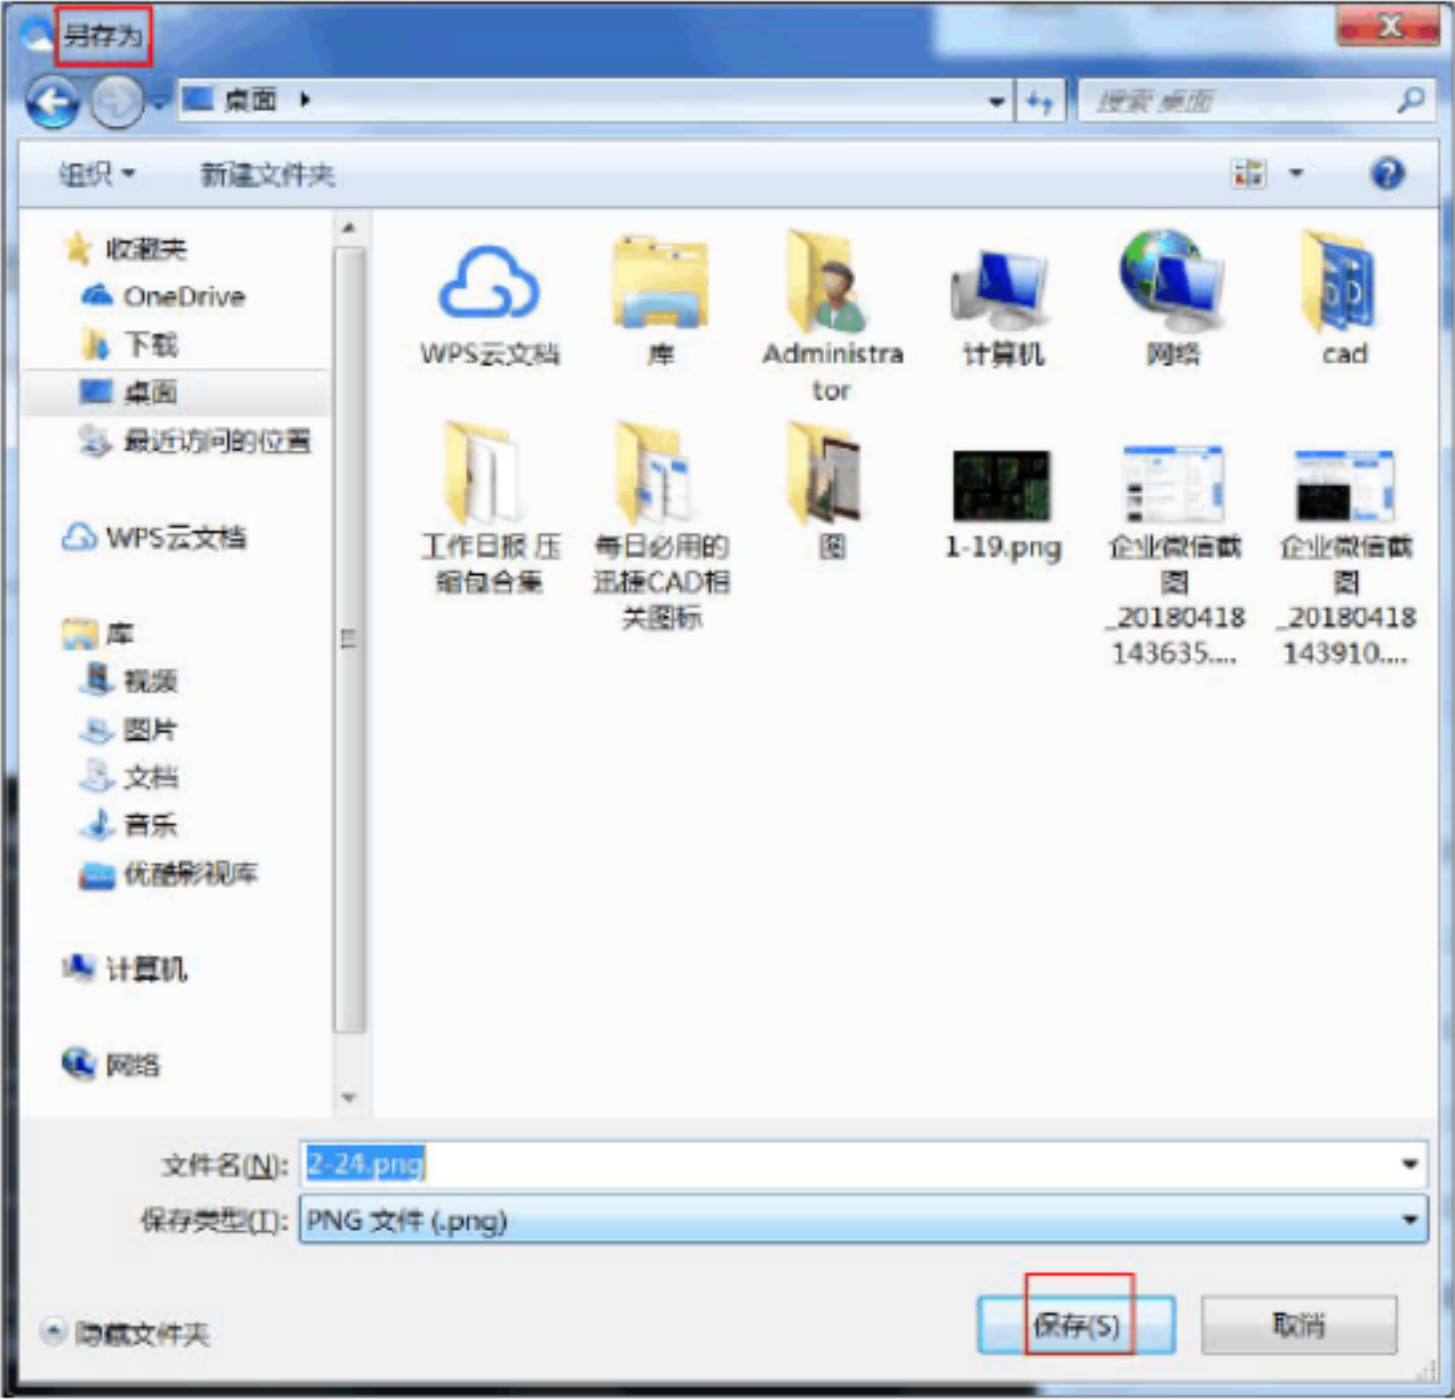 另存为
桌面
搜索 桌面
组织
新建文件夹
收藏夹
OneDrive
下载
桌面
最近访问的位置
WPS云文档
库
视频
图片
文档
音乐
优酷影视库
计算机
网络
WPS云文档
库
Administra
tor
计算机
网络
cad
工作日报 压
缩包合集
每日必用的
迅捷CAD相
关图标
图
1-19.png
企业微信截
图
_20180418
143635....
企业微信截
图
_20180418
143910....
文件名(N):
2-24.png
保存类型(T):
PNG 文件 (.png)
隐藏文件夹
保存(S)
取消